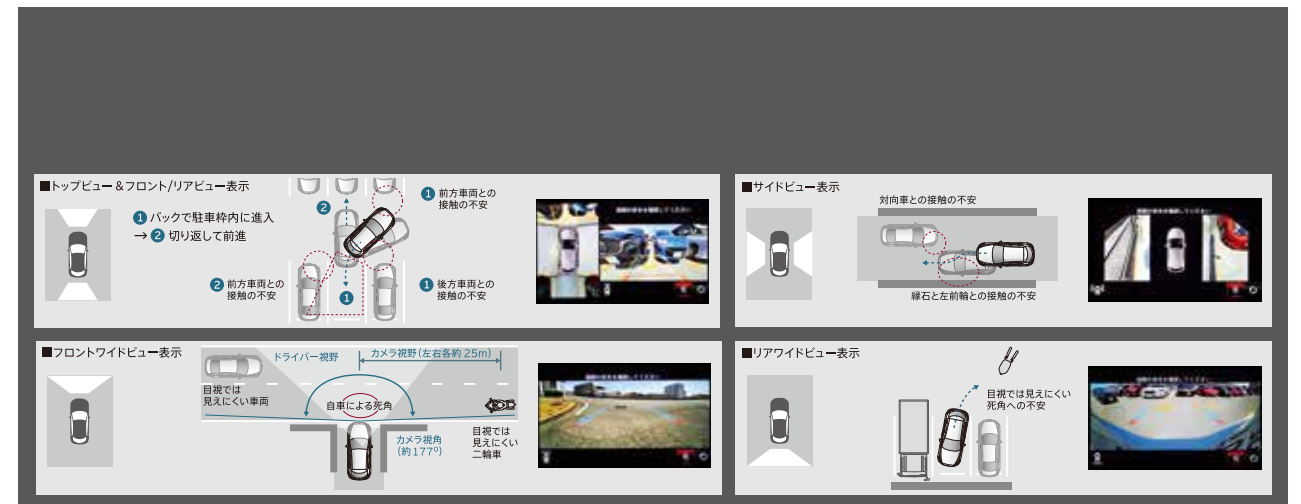 ■トップビュー＆フロント/リアビュー表示
1 バックで駐車枠内に進入
→ 2 切り返して前進
2
1 前方車両との
接触の不安
2 前方車両との
接触の不安
1
1 後方車両との
接触の不安
■サイドビュー表示
対向車との接触の不安
縁石と左前輪との接触の不安
■フロントワイドビュー表示
ドライバー視野
カメラ視野(左右各約25m)
目視では
見えにくい車両
自車による死角
カメラ視角
(約177º)
目視では
見えにくい
二輪車
■リアワイドビュー表示
目視では見えにくい
死角への不安